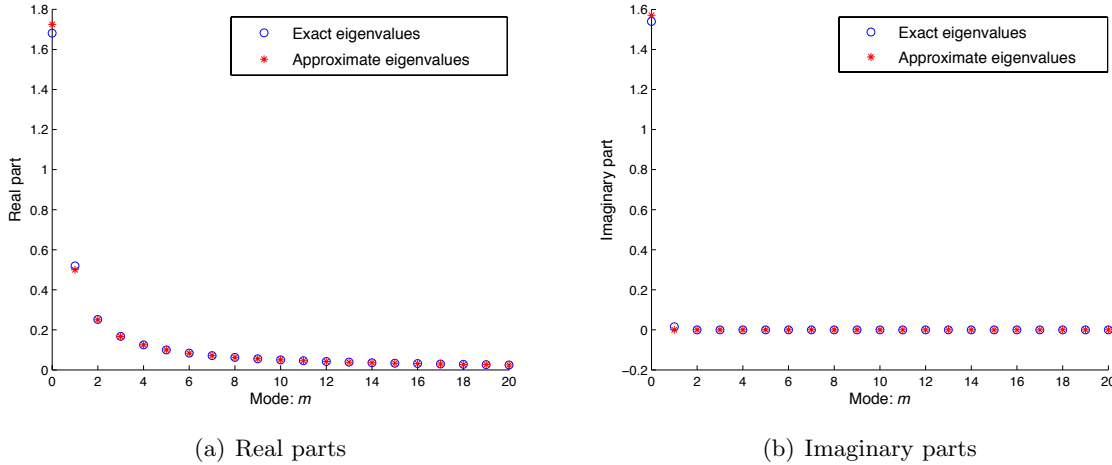 1.8
1.6
1.4
1.2
1
0.8
0.6
0.4
0.2
0
Real part
0 2 4 6 8 10 12 14 16 18 20
Mode: m
Exact eigenvalues
Approximate eigenvalues
(a) Real parts
1.6
1.4
1.2
1
0.8
0.6
0.4
0.2
0
−0.2
Imaginary part
0 2 4 6 8 10 12 14 16 18 20
Mode: m
Exact eigenvalues
Approximate eigenvalues
(b) Imaginary parts